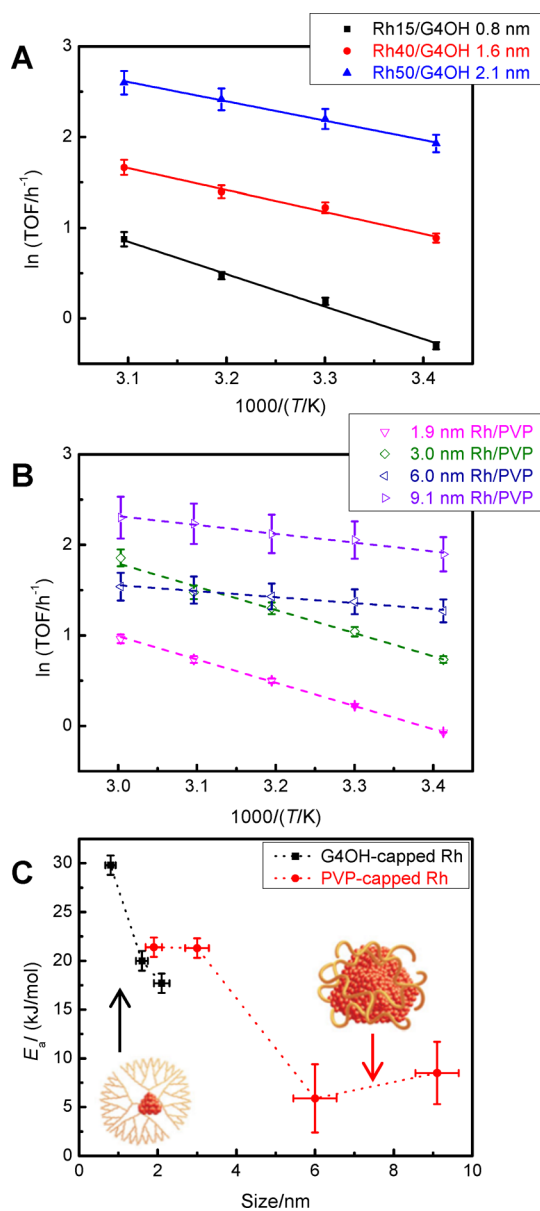 A
Rh15/G4OH 0.8 nm
Rh40/G4OH 1.6 nm
Rh50/G4OH 2.1 nm
3
2
1
0
ln (TOF/h⁻¹)
3.1 3.2 3.3 3.4
1000/(T/K)
B
1.9 nm Rh/PVP
3.0 nm Rh/PVP
6.0 nm Rh/PVP
9.1 nm Rh/PVP
3
2
1
0
ln (TOF/h⁻¹)
3.0 3.1 3.2 3.3 3.4
1000/(T/K)
C
G4OH-capped Rh
PVP-capped Rh
30
25
20
15
10
5
0
Eₐ/ (kJ/mol)
0 2 4 6 8 10
Size/nm